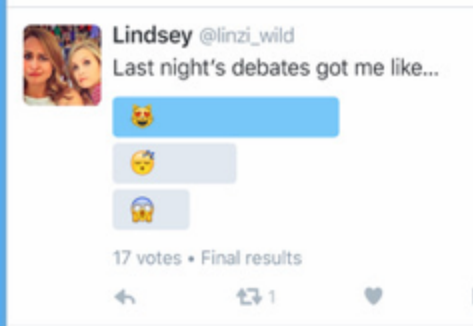 Lindsey @linzi_wild
Last night's debates got me like...
😻
😴
😱
17 votes • Final results
1